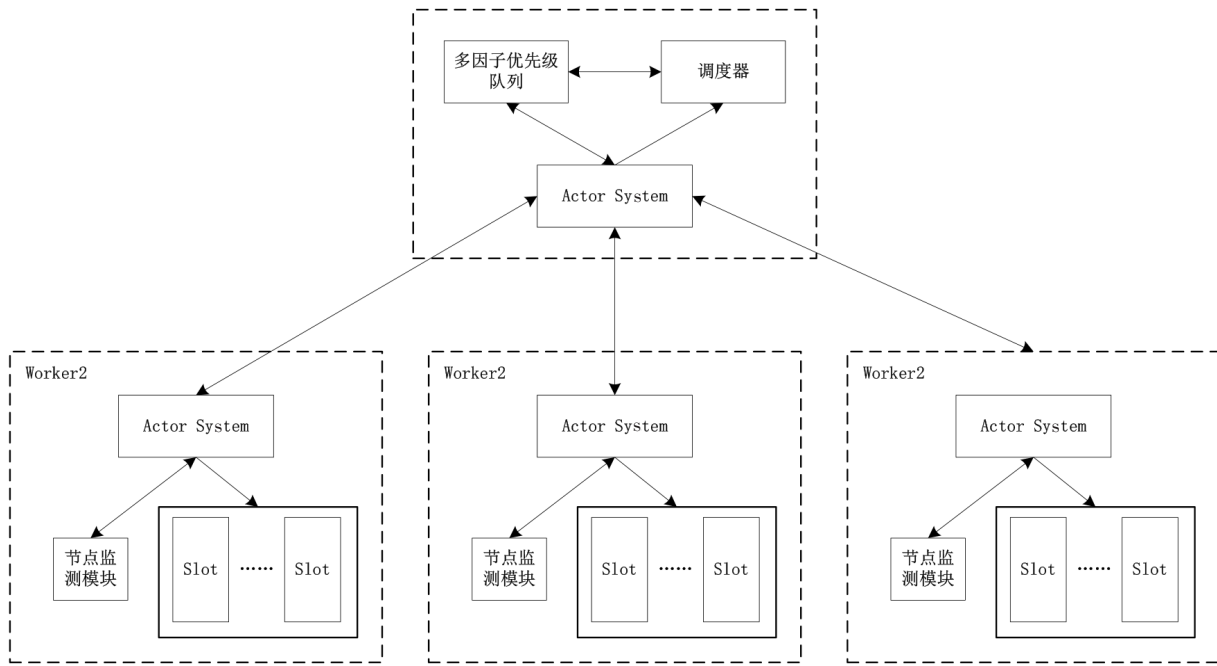 多因子优先级
队列
调度器
Actor System
Worker2
Actor System
节点监
测模块
Slot ······ Slot
Worker2
Actor System
节点监
测模块
Slot ······ Slot
Worker2
Actor System
节点监
测模块
Slot ······ Slot